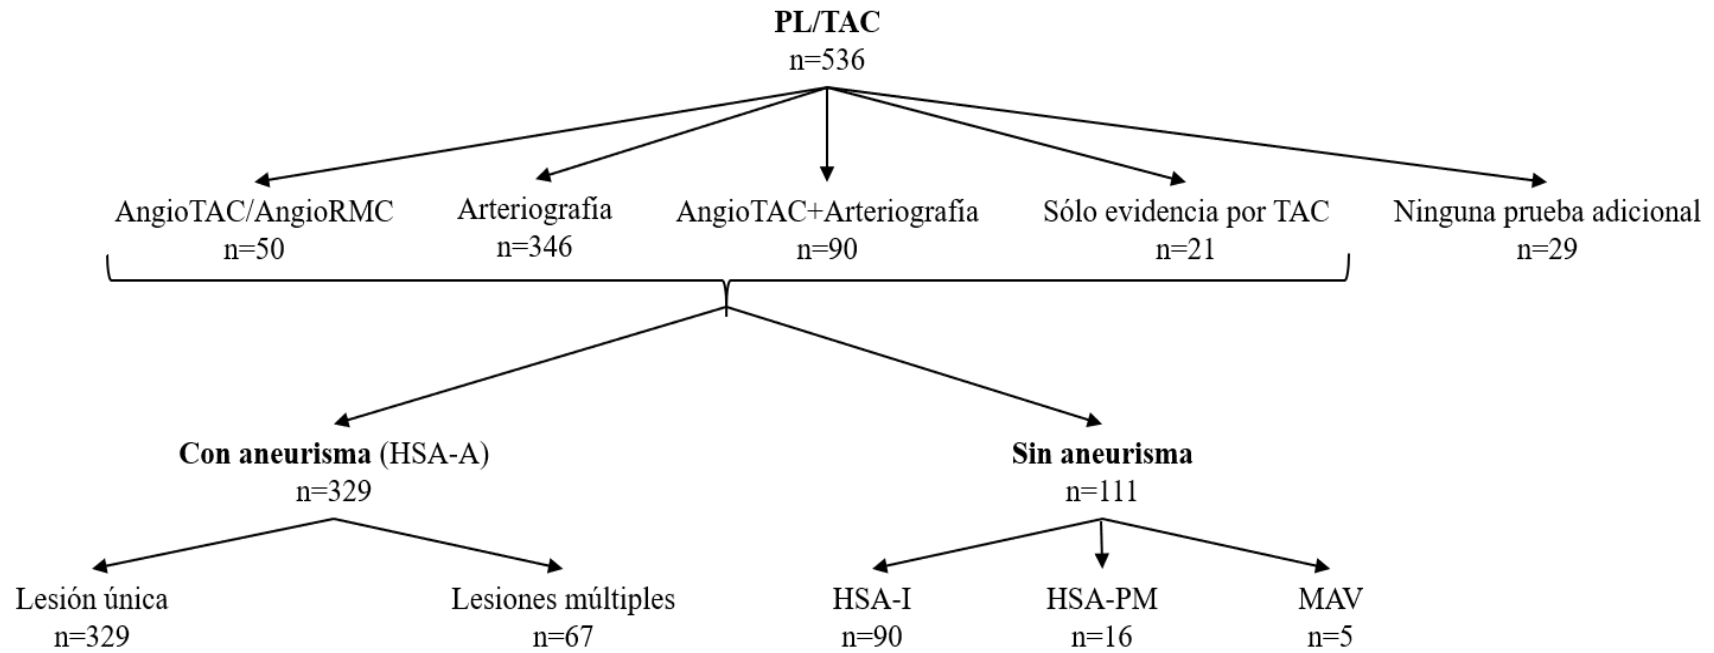 PL/TAC
n=536
AngioTAC/AngioRMC
n=50
Arteriografía
n=346
AngioTAC+Arteriografía
n=90
Sólo evidencia por TAC
n=21
Ninguna prueba adicional
n=29
Con aneurisma (HSA-A)
n=329
Sin aneurisma
n=111
Lesión única
n=329
Lesiones múltiples
n=67
HSA-I
n=90
HSA-PM
n=16
MAV
n=5